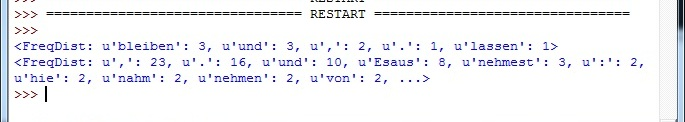 >>> ================================ RESTART ================================
>>>
<FreqDist: u'bleiben': 3, u'und': 3, u',': 2, u'.': 1, u'lassen': 1>
<FreqDist: u',': 23, u'.': 16, u'und': 10, u'Esaus': 8, u'nehmest': 3, u':': 2,
u'hie': 2, u'nahm': 2, u'nehmen': 2, u'von': 2, ...>
>>>